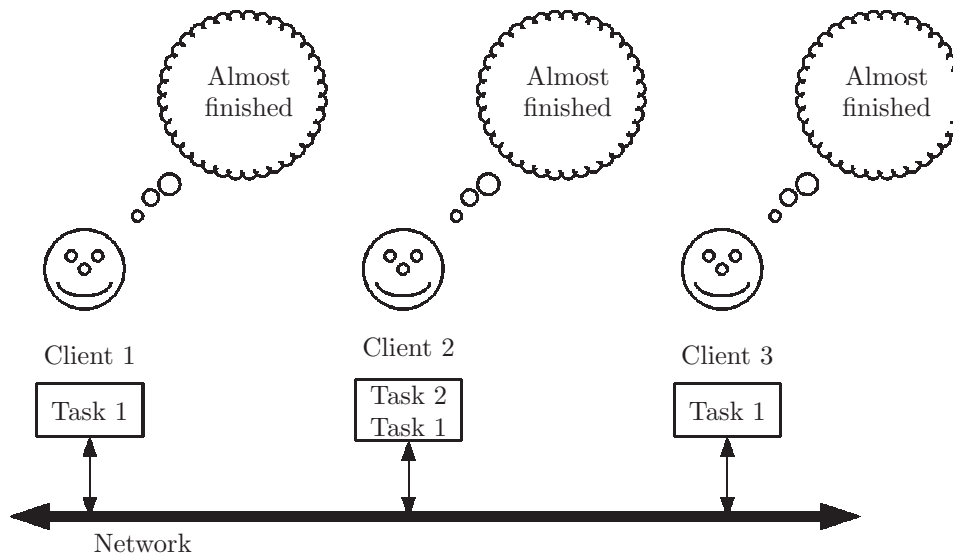 Almost
finished
Almost
finished
Almost
finished
Client 1
Client 2
Client 3
Task 1
Task 2
Task 1
Task 1
Network